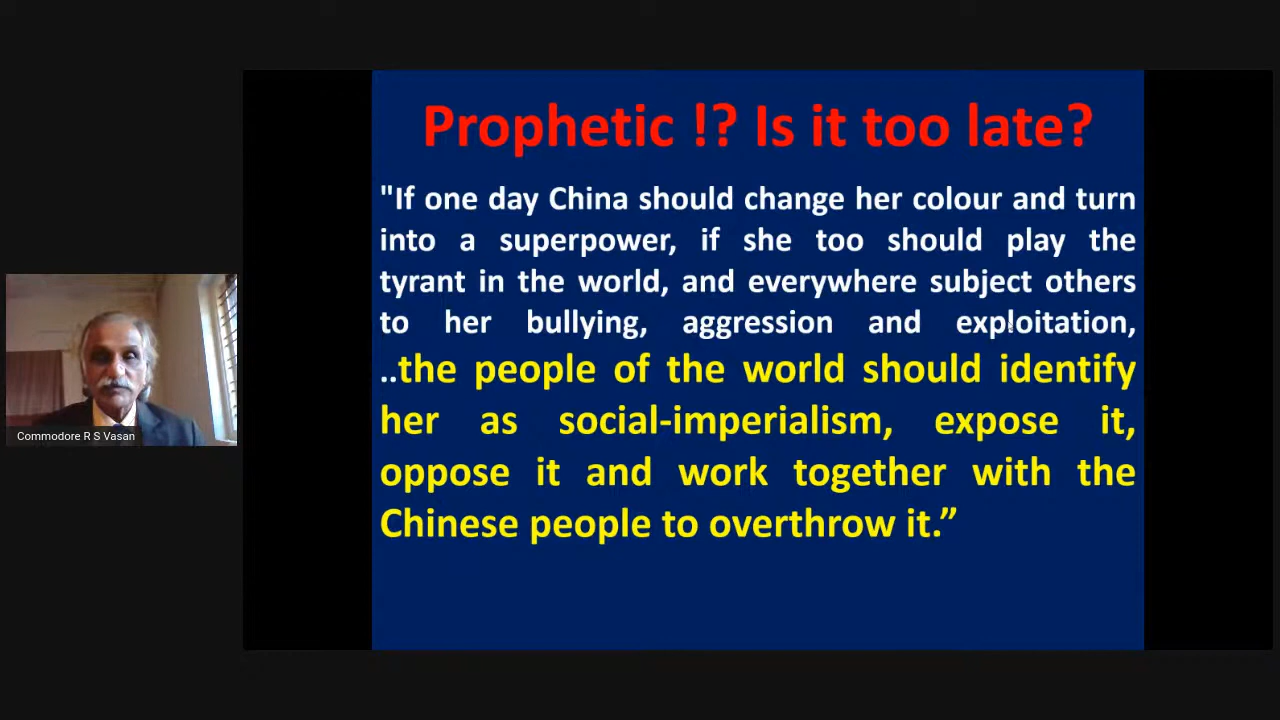 Prophetic !? Is it too late?
"If one day China should change her colour and turn
into a superpower, if she too should play the
tyrant in the world, and everywhere subject others
to her bullying, aggression and exploitation,
..the people of the world should identify
her as social-imperialism, expose it,
oppose it and work together with the
Chinese people to overthrow it.”
Commodore R S Vasan